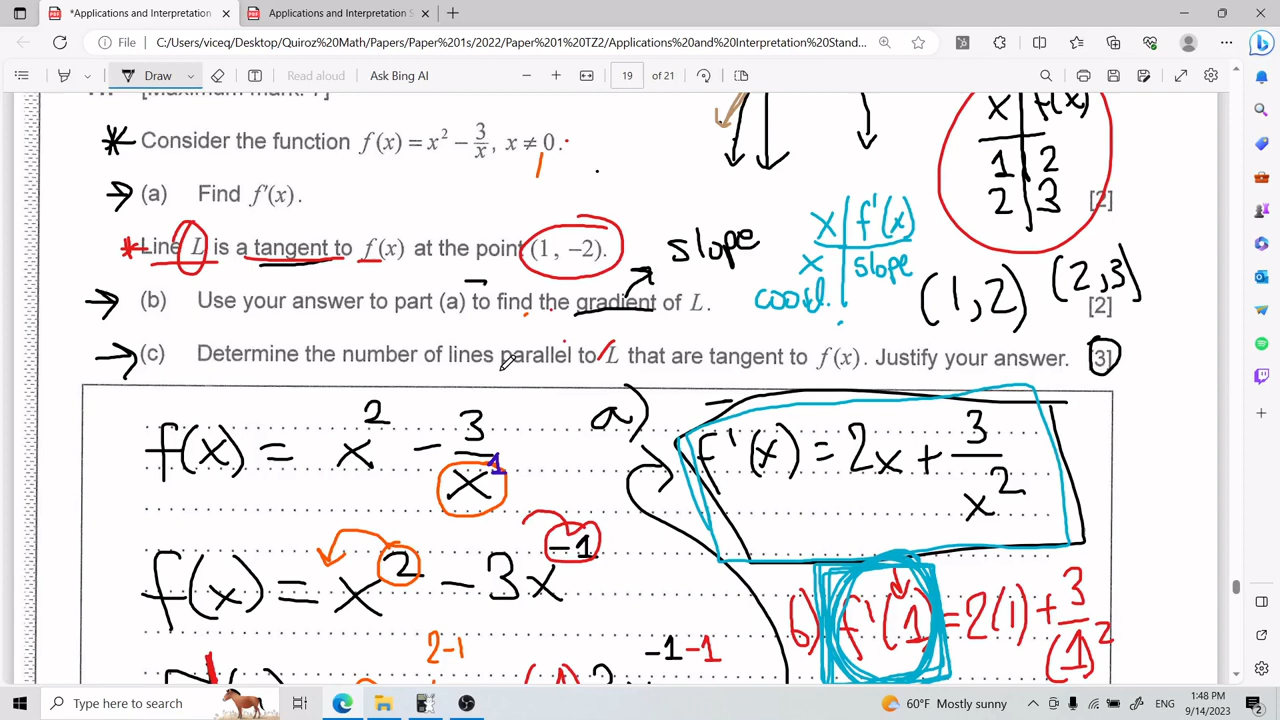 *Applications and Interpretation
Applications and Interpretation S
File
C:/Users/viceq/Desktop/Quiroz%20Math/Papers/Paper%201s/2022/Paper%201%20TZ2/Applications%20and%20Interpretation%20Stand...
Draw
Read aloud
Ask Bing AI
19
of 21
[Maximum mark: 7]
Consider the function f(x) = x² − 3/x, x ≠ 0.
(a) Find f′(x).
[2]
Line L is a tangent to f(x) at the point (1, −2).
(b) Use your answer to part (a) to find the gradient of L.
[2]
(c) Determine the number of lines parallel to L that are tangent to f(x). Justify your answer.
[3]
x f(x)
1 2
2 3
slope
x f'(x)
x slope
coord.
(1,2) (2,3)
f(x) = x² − 3/x¹
a) f'(x) = 2x + 3/x²
f(x) = x² − 3x⁻¹
b) f'(1) = 2(1) + 3/(1)²
2-1
-1-1
Type here to search
60°F Mostly sunny
1:48 PM
9/14/2023
2